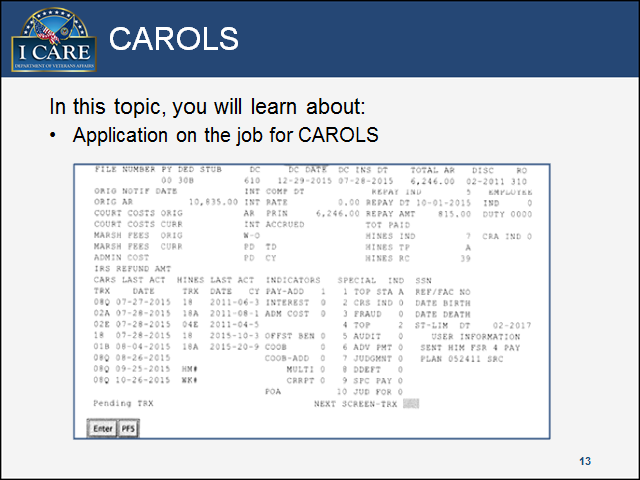 I CARE
DEPARTMENT OF VETERANS AFFAIRS
CAROLS
In this topic, you will learn about:
• Application on the job for CAROLS
FILE NUMBER PY DED STUB DC DC DATE DC INS DT TOTAL AR DISC RO
00 30B 610 12-29-2015 07-28-2015 6,246.00 02-2011 310
ORIG NOTIF DATE INT COMP DT REPAY IND 5 EMPLOYEE
ORIG AR 10,835.00 INT RATE 0.00 REPAY DT 10-01-2015 IND 0
COURT COSTS ORIG AR PRIN 6,246.00 REPAY AMT 815.00 DUTY 0000
COURT COSTS CURR INT ACCRUED TOT PAID
MARSH FEES ORIG W-O HINES IND 7 CRA IND 0
MARSH FEES CURR PD TD HINES TP A
ADMIN COST PD CY HINES RC 39
IRS REFUND AMT
CARS LAST ACT HINES LAST ACT INDICATORS SPECIAL IND SSN
TRX DATE TRX DATE CY PAY-ADD 1 1 TOP STA A REF/FAC NO
08Q 07-27-2015 18 2011-06-3 INTEREST 0 2 CRS IND 0 DATE BIRTH
02A 07-28-2015 18A 2011-08-1 ADM COST 0 3 FRAUD 0 DATE DEATH
02E 07-28-2015 04E 2011-04-5 4 TOP 2 ST-LIM DT 02-2017
18 07-28-2015 18 2015-10-3 OFFST BEN 0 5 AUDIT 0 USER INFORMATION
01B 08-04-2015 18A 2015-20-9 COOB 0 6 ADV PMT 0 SENT HIM FSR 4 PAY
08Q 08-26-2015 COOB-ADD 0 7 JUDGMNT 0 PLAN 052411 SRC
08Q 09-25-2015 HM# MULTI 0 8 DDEFT 0
08Q 10-26-2015 WK# CRRPT 0 9 SPC PAY 0
POA 10 JUD FOR 0
Pending TRX NEXT SCREEN-TRX
Enter PF5
13